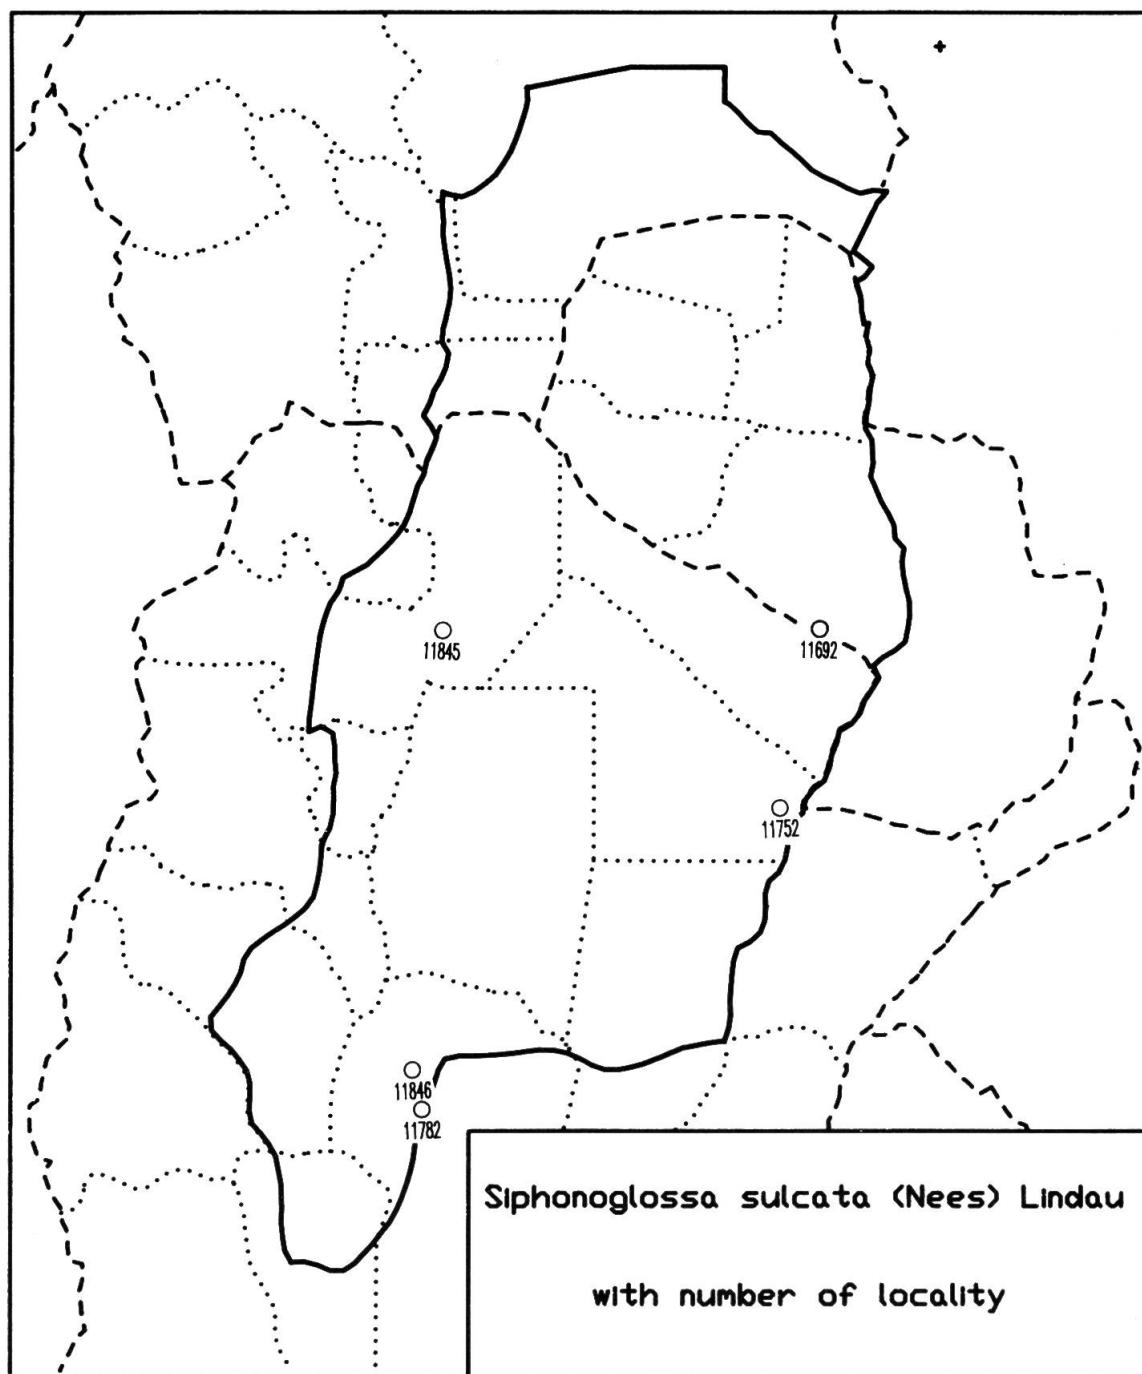 11845
11692
11752
11846
11782
Siphonoglossa sulcata (Nees) Lindau
with number of locality